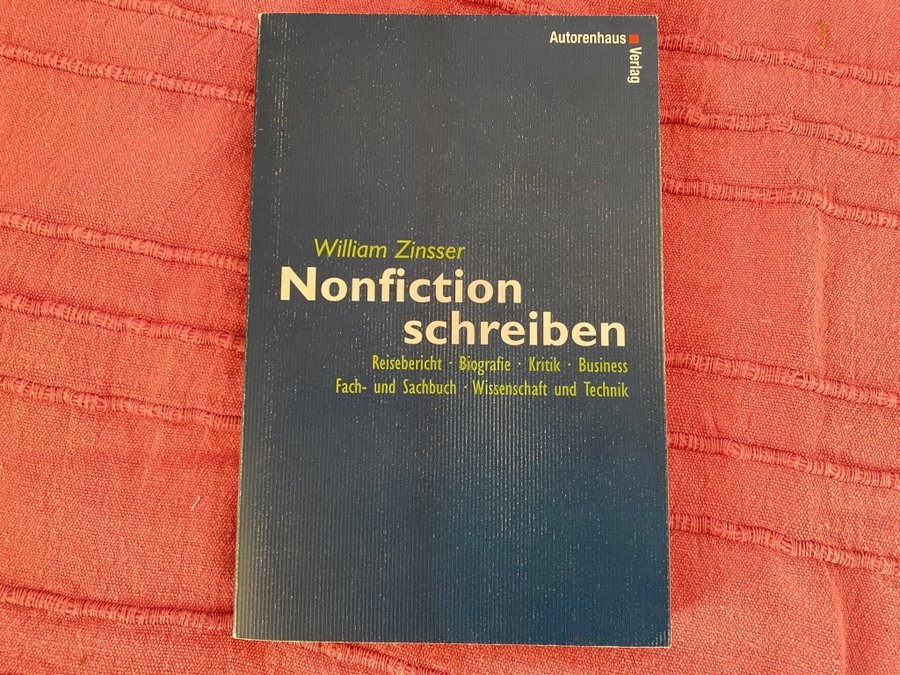 Autorenhaus
Verlag
William Zinsser
Nonfiction
schreiben
Reisebericht · Biografie · Kritik · Business
Fach- und Sachbuch · Wissenschaft und Technik